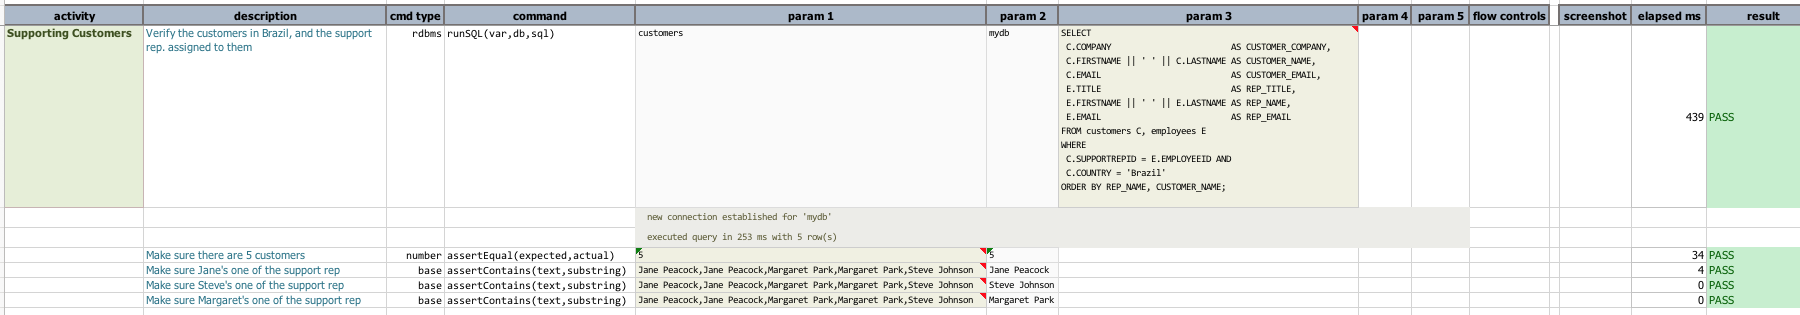 activity description cmd type command param 1 param 2 param 3 param 4 param 5 flow controls screenshot elapsed ms result
Supporting Customers Verify the customers in Brazil, and the support rdbms runSQL(var,db,sql) customers mydb SELECT
rep. assigned to them C.COMPANY AS CUSTOMER_COMPANY,
C.FIRSTNAME || ' ' || C.LASTNAME AS CUSTOMER_NAME,
C.EMAIL AS CUSTOMER_EMAIL,
E.TITLE AS REP_TITLE,
E.FIRSTNAME || ' ' || E.LASTNAME AS REP_NAME,
E.EMAIL AS REP_EMAIL 439 PASS
FROM customers C, employees E
WHERE
C.SUPPORTREPID = E.EMPLOYEEID AND
C.COUNTRY = 'Brazil'
ORDER BY REP_NAME, CUSTOMER_NAME;
new connection established for 'mydb'
executed query in 253 ms with 5 row(s)
Make sure there are 5 customers number assertEqual(expected,actual) 5 5 34 PASS
Make sure Jane's one of the support rep base assertContains(text,substring) Jane Peacock,Jane Peacock,Margaret Park,Margaret Park,Steve Johnson Jane Peacock 4 PASS
Make sure Steve's one of the support rep base assertContains(text,substring) Jane Peacock,Jane Peacock,Margaret Park,Margaret Park,Steve Johnson Steve Johnson 0 PASS
Make sure Margaret's one of the support rep base assertContains(text,substring) Jane Peacock,Jane Peacock,Margaret Park,Margaret Park,Steve Johnson Margaret Park 0 PASS